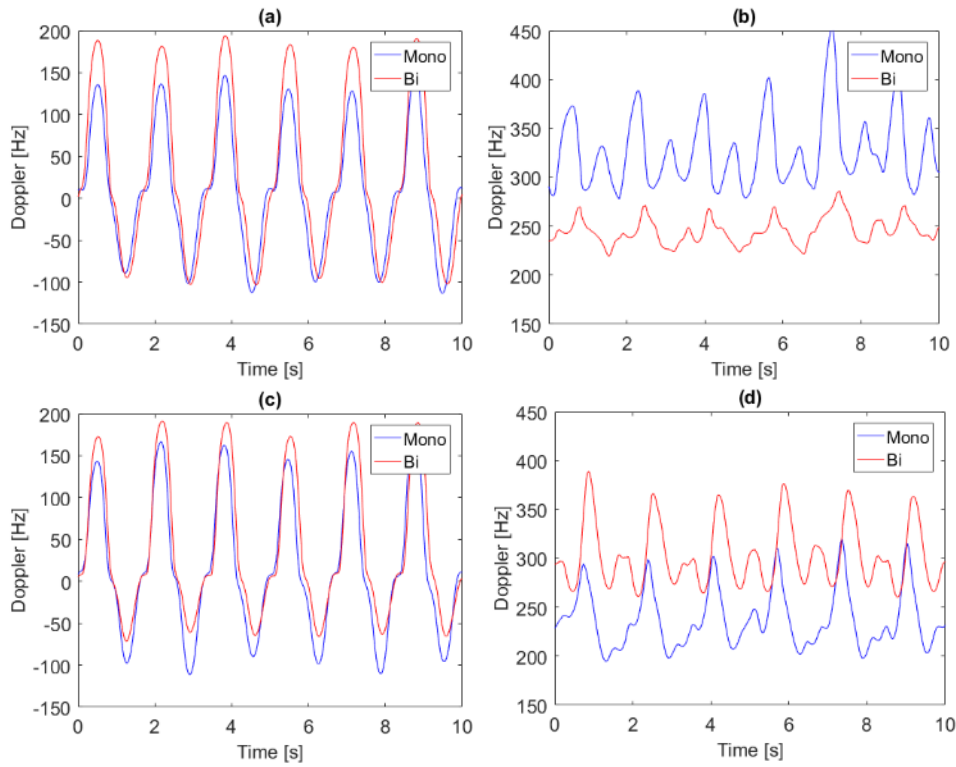 (a)
200
150
100
50
0
-50
-100
-150
Doppler [Hz]
Mono
Bi
0 2 4 6 8 10
Time [s]
(b)
450
400
350
300
250
200
150
Doppler [Hz]
Mono
Bi
0 2 4 6 8 10
Time [s]
(c)
200
150
100
50
0
-50
-100
-150
Doppler [Hz]
Mono
Bi
0 2 4 6 8 10
Time [s]
(d)
450
400
350
300
250
200
150
Doppler [Hz]
Mono
Bi
0 2 4 6 8 10
Time [s]